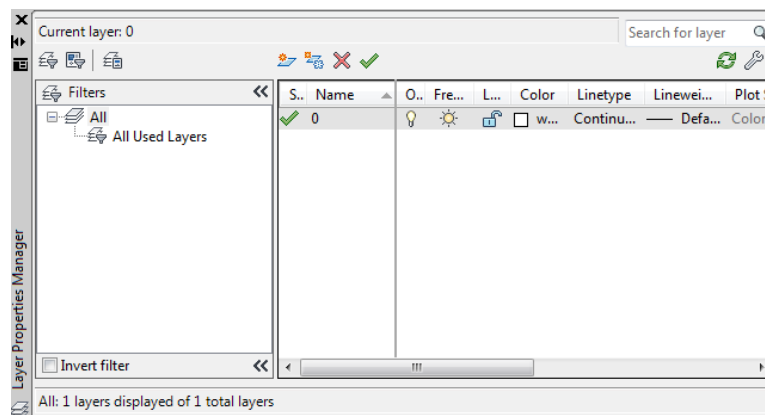 Current layer: 0
Search for layer
Filters
S.. Name O.. Fre... L... Color Linetype Linewei... Plot
All
0 w... Continu... Defa... Color
All Used Layers
Layer Properties Manager
Invert filter
All: 1 layers displayed of 1 total layers